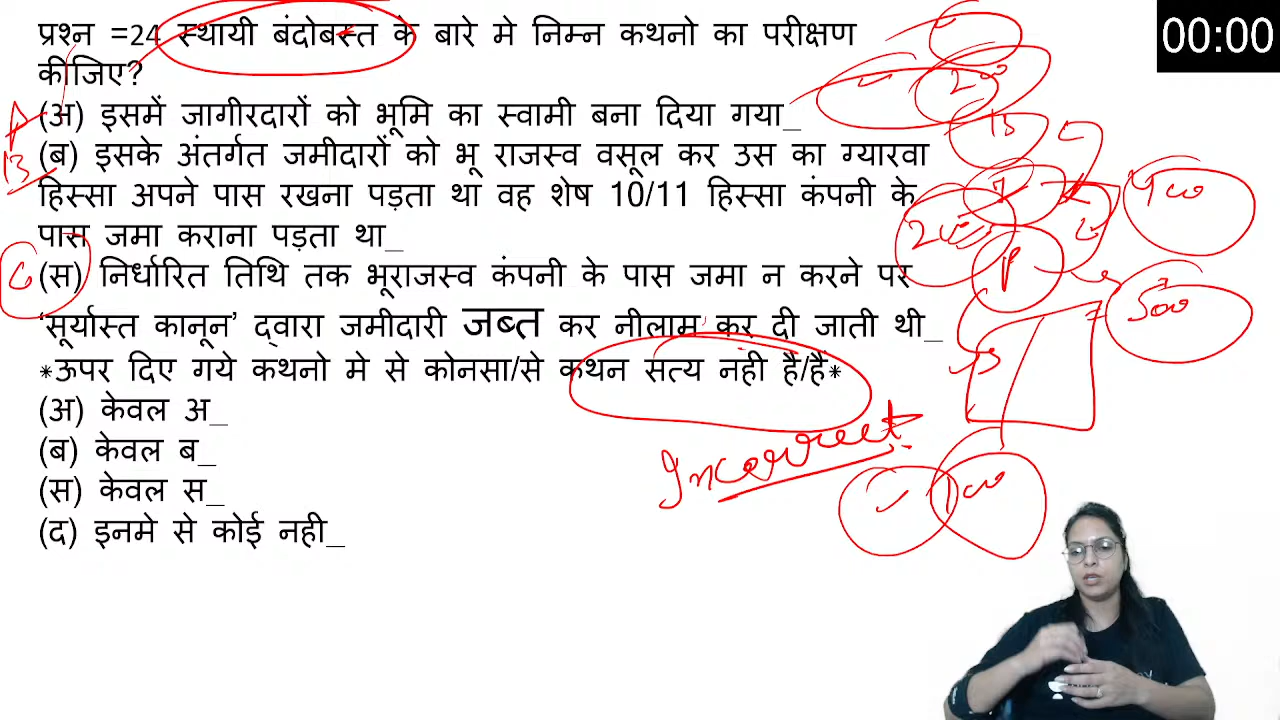 प्रश्न =24 स्थायी बंदोबस्त के बारे मे निम्न कथनो का परीक्षण
00:00
कीजिए?
(अ) इसमें जागीरदारों को भूमि का स्वामी बना दिया गया_
(ब) इसके अंतर्गत जमीदारों को भू राजस्व वसूल कर उस का ग्यारवा
हिस्सा अपने पास रखना पड़ता था वह शेष 10/11 हिस्सा कंपनी के
पास जमा कराना पड़ता था_
(स) निर्धारित तिथि तक भूराजस्व कंपनी के पास जमा न करने पर
‘सूर्यास्त कानून’ द्वारा जमीदारी जब्त कर नीलाम कर दी जाती थी_
*ऊपर दिए गये कथनो मे से कोनसा/से कथन सत्य नही है/हैं*
(अ) केवल अ_
(ब) केवल ब_
(स) केवल स_
(द) इनमे से कोई नही_
Incorrect
A
B
C
400
500
200
100